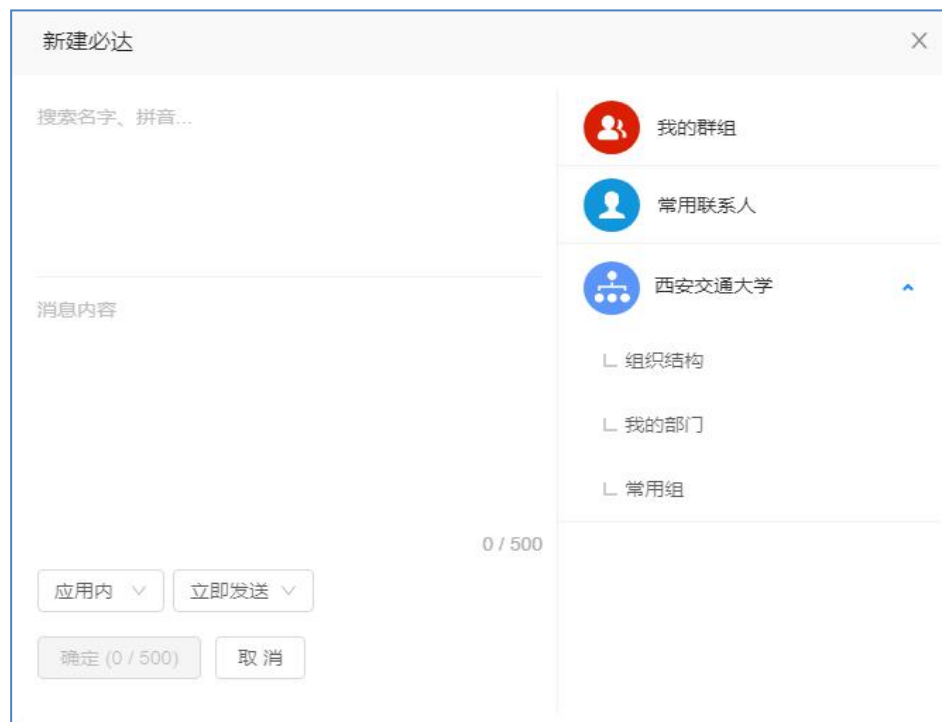 新建必达
搜索名字、拼音...
消息内容
0 / 500
应用内 立即发送
确定 (0 / 500) 取 消
我的群组
常用联系人
西安交通大学
组织结构
我的部门
常用组